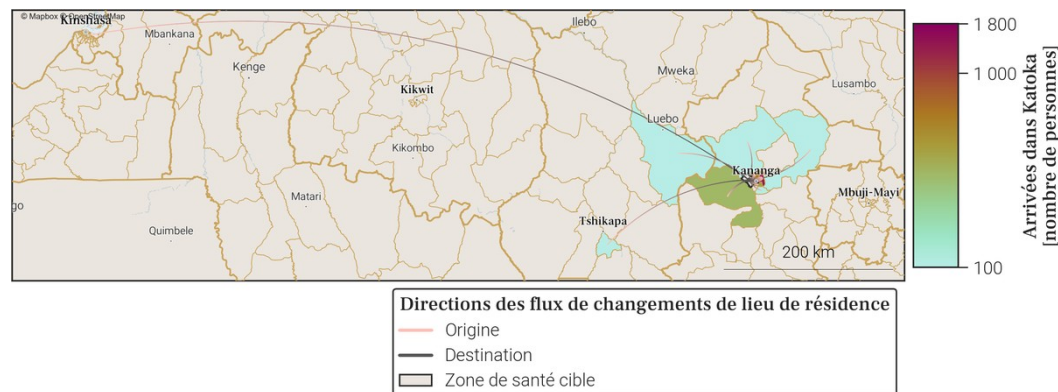 © Mapbox © OpenStreetMap
Kinshasa
Mbankana
Kenge
Kikwit
Kikombo
Matari
Quimbele
go
Ilebo
Mweka
Luebo
Lusambo
Kananga
Mbuji-Mayi
Tshikapa
200 km
1 800
1 000
100
Arrivées dans Katoka
[nombre de personnes]
Directions des flux de changements de lieu de résidence
Origine
Destination
Zone de santé cible